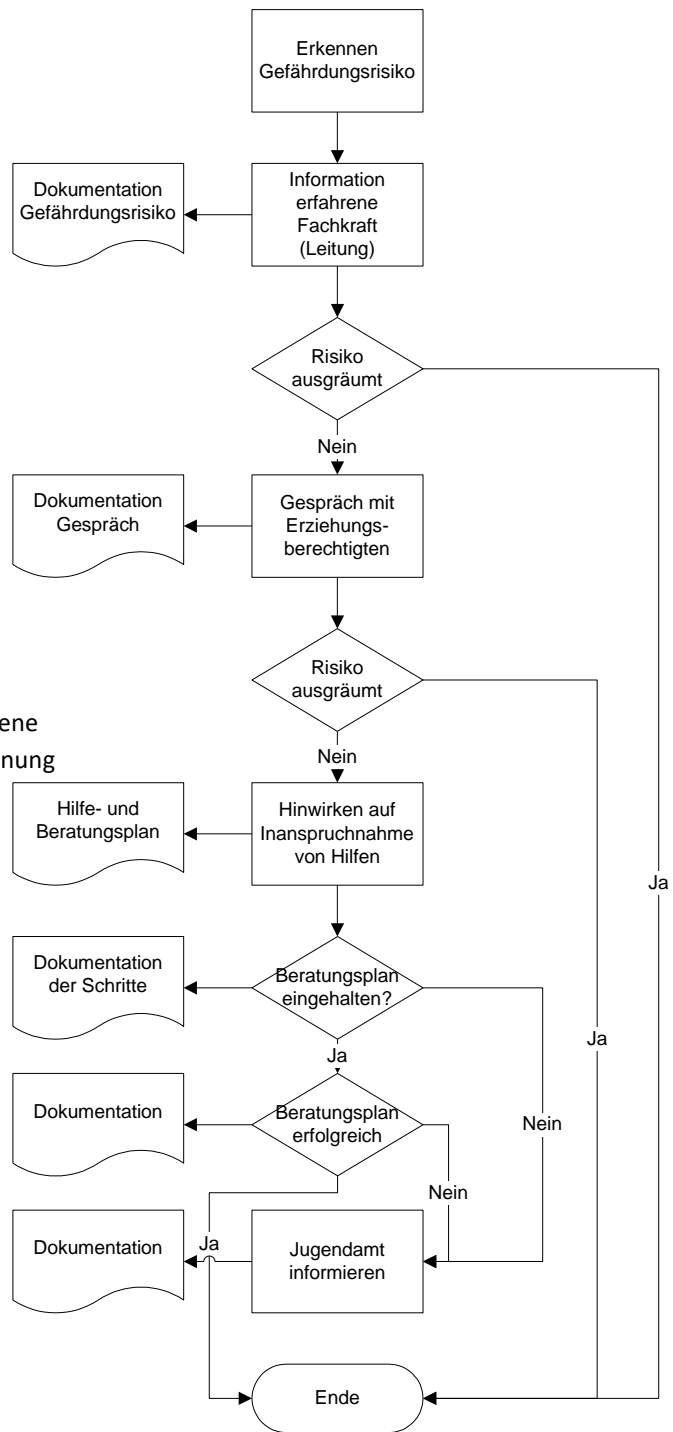 Erkennen
Gefährdungsrisiko
Dokumentation
Gefährdungsrisiko
Information
erfahrene
Fachkraft
(Leitung)
Risiko
ausgräumt
Nein
Dokumentation
Gespräch
Gespräch mit
Erziehungs-
berechtigten
Risiko
ausgräumt
ene
Nein
nung
Hilfe- und
Beratungsplan
Hinwirken auf
Inanspruchnahme
von Hilfen
Ja
Dokumentation
der Schritte
Beratungsplan
eingehalten?
Ja
Ja
Dokumentation
Beratungsplan
erfolgreich
Nein
Nein
Dokumentation
Ja
Jugendamt
informieren
Ende